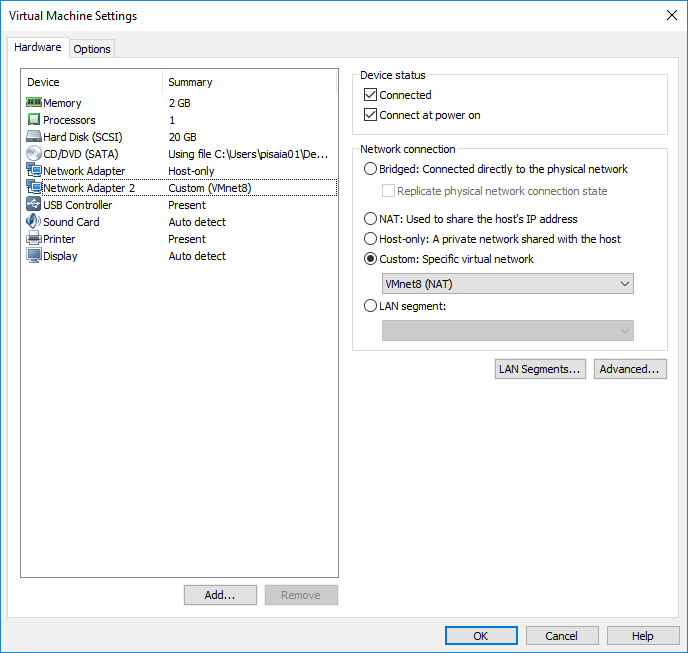 Virtual Machine Settings
Hardware
Options
Device Summary
Memory 2 GB
Processors 1
Hard Disk (SCSI) 20 GB
CD/DVD (SATA) Using file C:\Users\pisaia01\De...
Network Adapter Host-only
Network Adapter 2 Custom (VMnet8)
USB Controller Present
Sound Card Auto detect
Printer Present
Display Auto detect
Add...
Remove
Device status
Connected
Connect at power on
Network connection
Bridged: Connected directly to the physical network
Replicate physical network connection state
NAT: Used to share the host's IP address
Host-only: A private network shared with the host
Custom: Specific virtual network
VMnet8 (NAT)
LAN segment:
LAN Segments...
Advanced...
OK
Cancel
Help